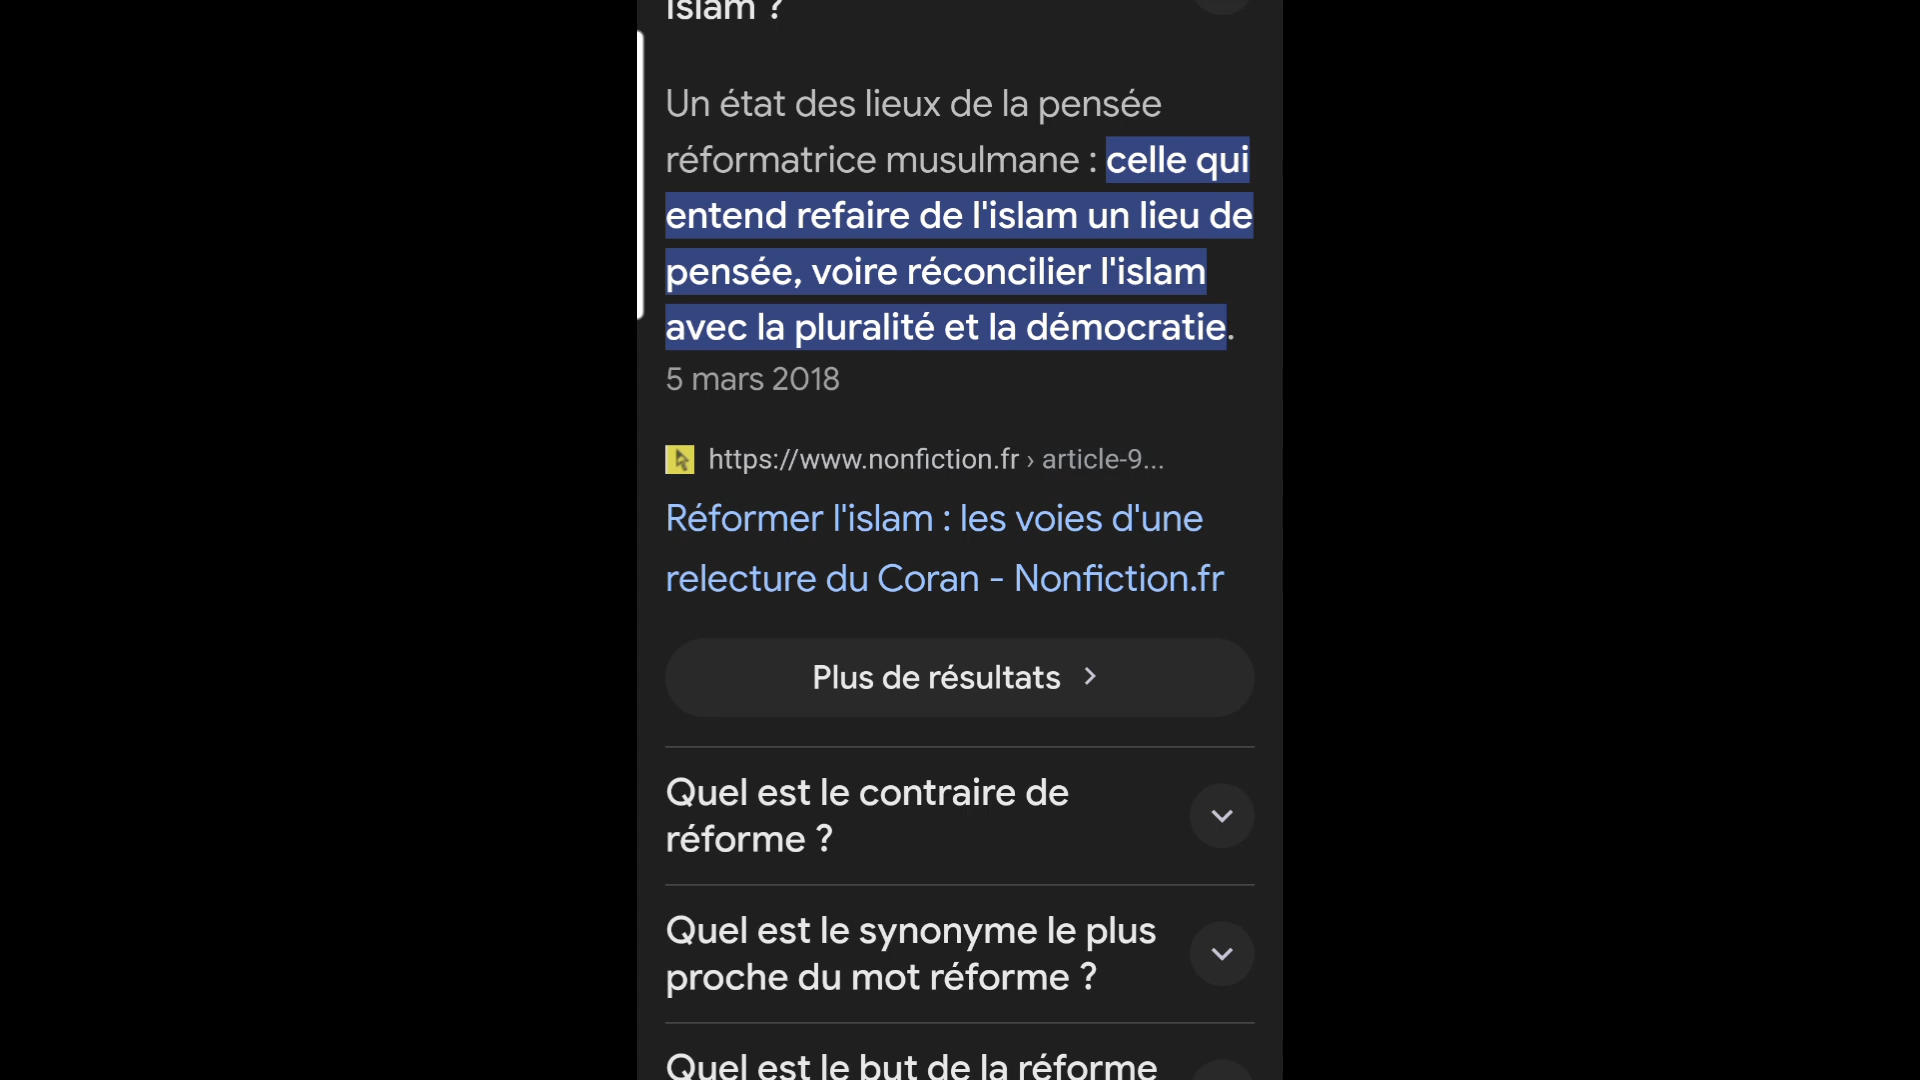 Islam ?
Un état des lieux de la pensée
réformatrice musulmane : celle qui
entend refaire de l'islam un lieu de
pensée, voire réconcilier l'islam
avec la pluralité et la démocratie.
5 mars 2018
https://www.nonfiction.fr › article-9...
Réformer l'islam : les voies d'une
relecture du Coran - Nonfiction.fr
Plus de résultats
Quel est le contraire de
réforme ?
Quel est le synonyme le plus
proche du mot réforme ?
Quel est le but de la réforme